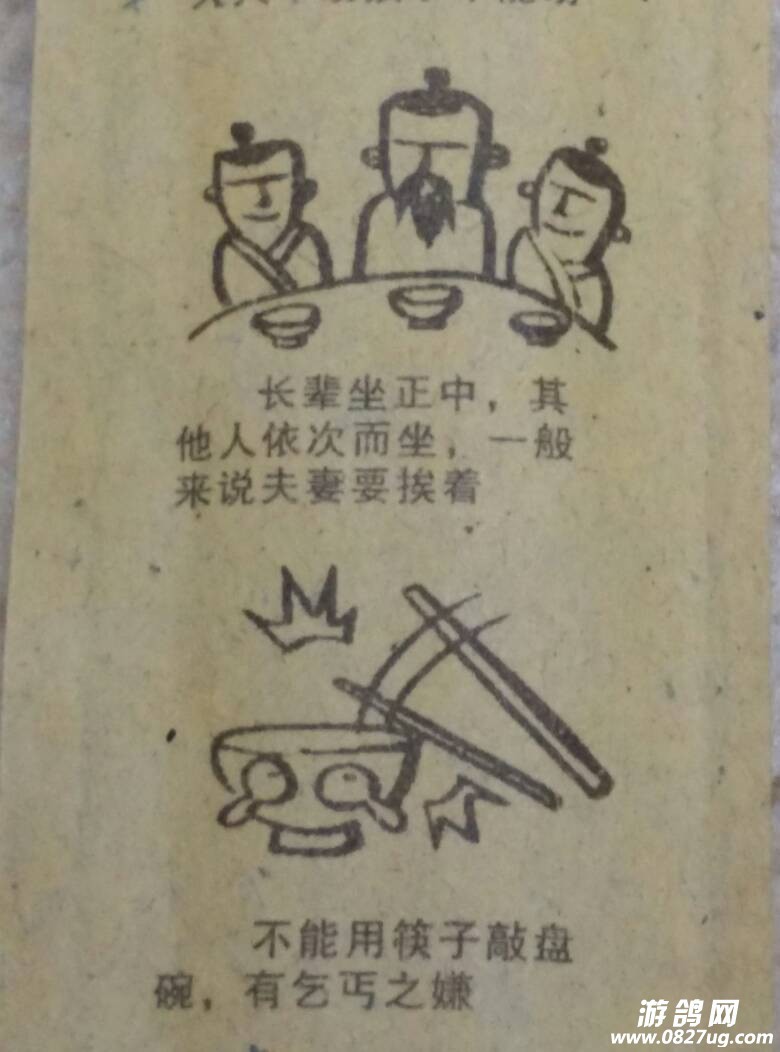 长辈坐正中，其
他人依次而坐，一般
来说夫妻要挨着
不能用筷子敲盘
碗，有乞丐之嫌
游鸽网
www.0827ug.com